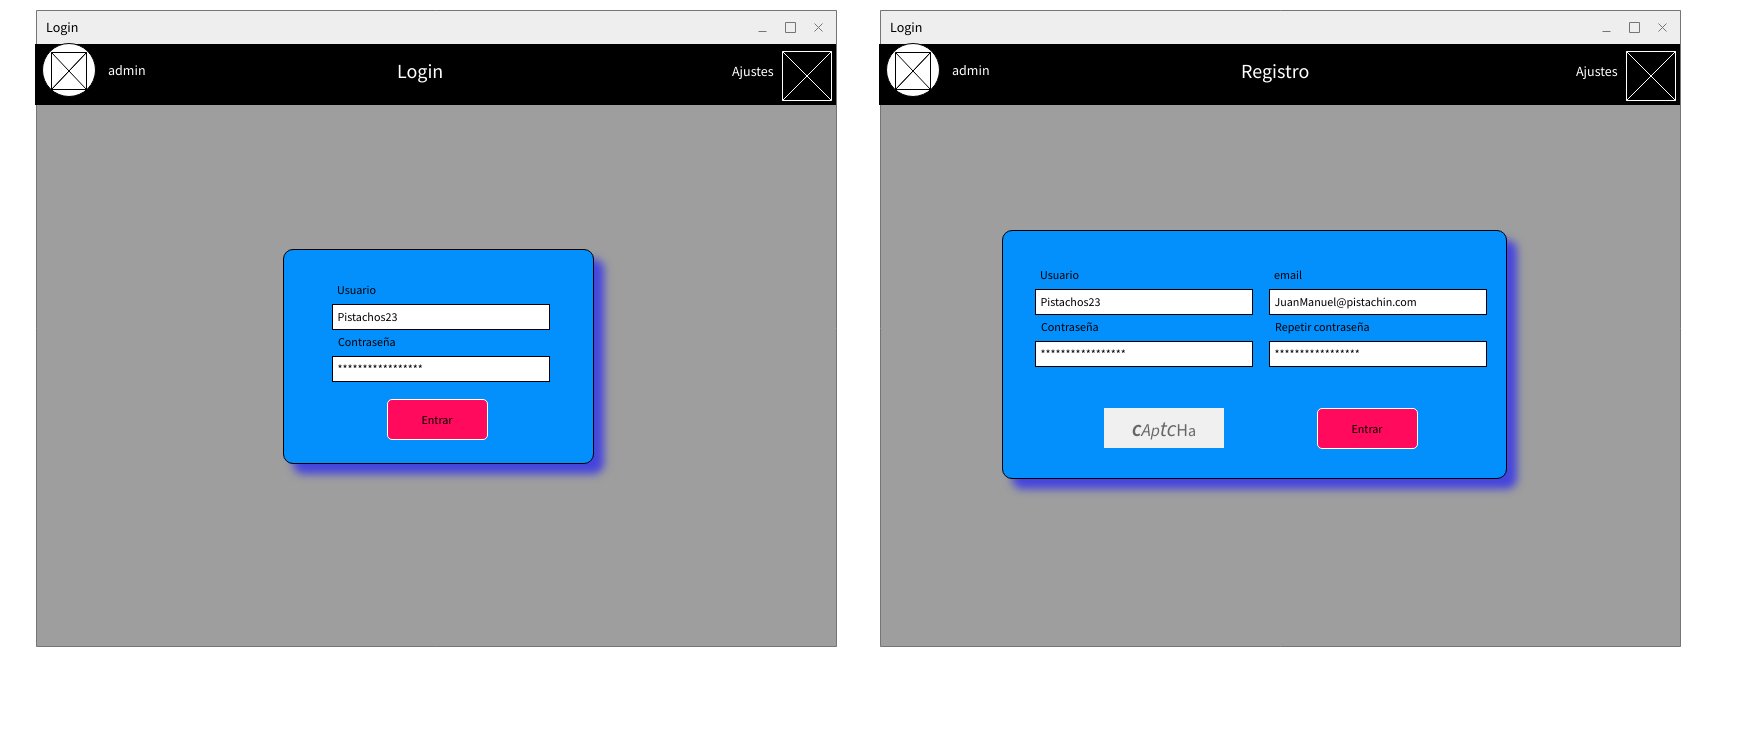 Login
admin
Login
Ajustes
Usuario
Pistachos23
Contraseña
*****************
Entrar
Login
admin
Registro
Ajustes
Usuario
email
Pistachos23
JuanManuel@pistachin.com
Contraseña
Repetir contraseña
*****************
*****************
cAptcHa
Entrar